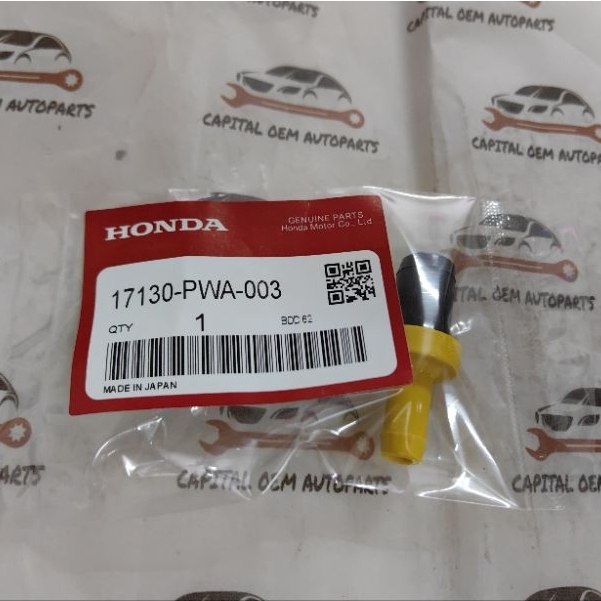 CAPITAL OEM AUTOPARTS
M AUTOPARTS
CAPITAL OEM AUTOPARTS
CAPITAL OEM AUTOPARTS
HONDA
GENUINE PARTS
Honda Motor Co., Ltd
17130-PWA-003
QTY 1 BDC 62
MADE IN JAPAN
CAPITAL OEM AUTOPARTS
CAPITAL OEM AUTOPARTS
CAPITAL OEM
PARTS